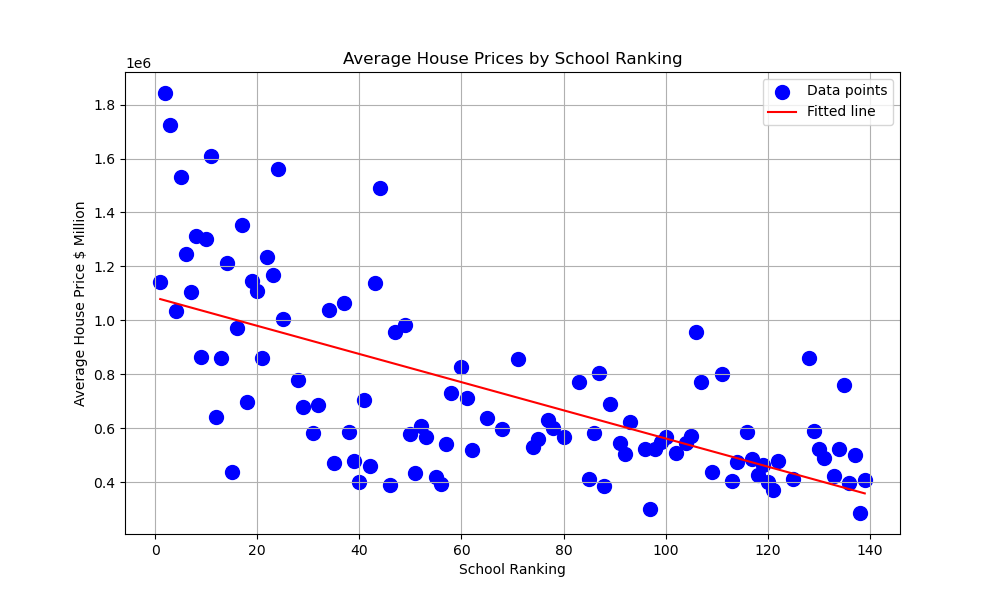 Average House Prices by School Ranking
1e6
Data points
Fitted line
1.8
1.6
1.4
1.2
1.0
0.8
0.6
0.4
Average House Price $ Million
0 20 40 60 80 100 120 140
School Ranking